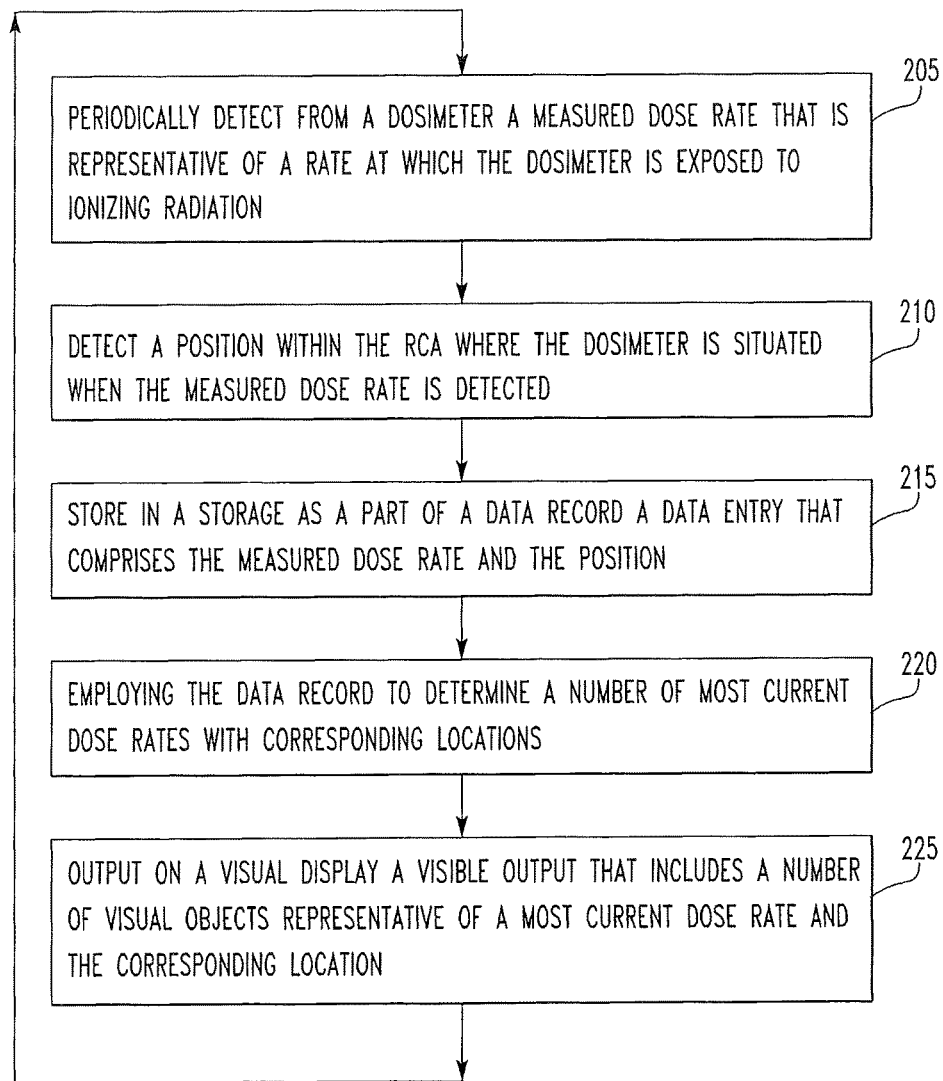 205
PERIODICALLY DETECT FROM A DOSIMETER A MEASURED DOSE RATE THAT IS
REPRESENTATIVE OF A RATE AT WHICH THE DOSIMETER IS EXPOSED TO
IONIZING RADIATION
210
DETECT A POSITION WITHIN THE RCA WHERE THE DOSIMETER IS SITUATED
WHEN THE MEASURED DOSE RATE IS DETECTED
215
STORE IN A STORAGE AS A PART OF A DATA RECORD A DATA ENTRY THAT
COMPRISES THE MEASURED DOSE RATE AND THE POSITION
220
EMPLOYING THE DATA RECORD TO DETERMINE A NUMBER OF MOST CURRENT
DOSE RATES WITH CORRESPONDING LOCATIONS
225
OUTPUT ON A VISUAL DISPLAY A VISIBLE OUTPUT THAT INCLUDES A NUMBER
OF VISUAL OBJECTS REPRESENTATIVE OF A MOST CURRENT DOSE RATE AND
THE CORRESPONDING LOCATION